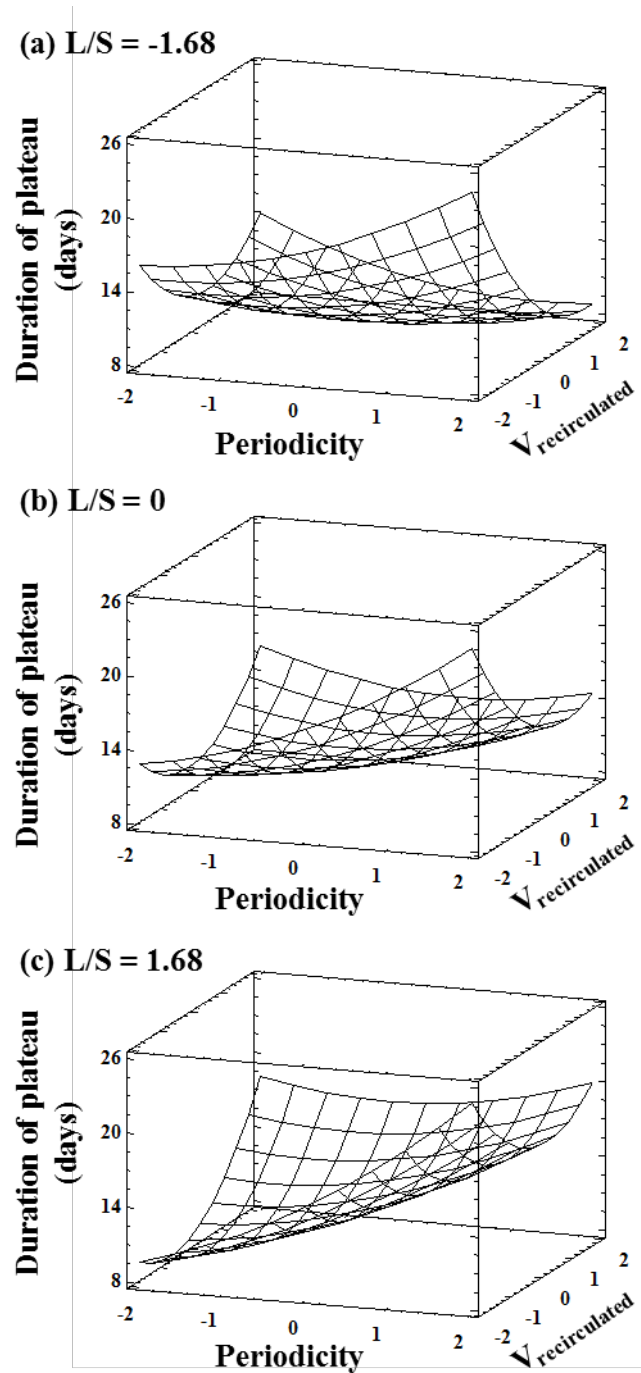 (a) L/S = -1.68
Duration of plateau
(days)
26
20
14
8
-2
-1
0
1
2
Periodicity
-2
-1
0
1
2
V recirculated
(b) L/S = 0
Duration of plateau
(days)
26
20
14
8
-2
-1
0
1
2
Periodicity
-2
-1
0
1
2
V recirculated
(c) L/S = 1.68
Duration of plateau
(days)
26
20
14
8
-2
-1
0
1
2
Periodicity
-2
-1
0
1
2
V recirculated